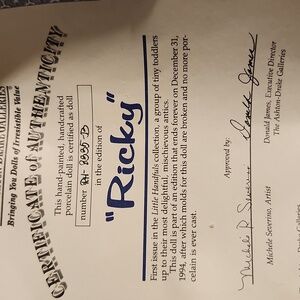 Bringing You Dolls of Irresistible Value
CERTIFICATE of AUTHENTICITY
This hand-painted, handcrafted
porcelain doll is certified as doll
number
in the edition of
"Ricky"
First issue in the Little Handfuls collection, a group of tiny toddlers
up to their most delightful, mischievous antics.
This doll is part of an edition that ends forever on December 31,
1994, after which molds for this doll are broken and no more por-
celain is ever cast.
Approved by:
Michele Severino, Artist
Donald James, Executive Director
The Ashton-Drake Galleries